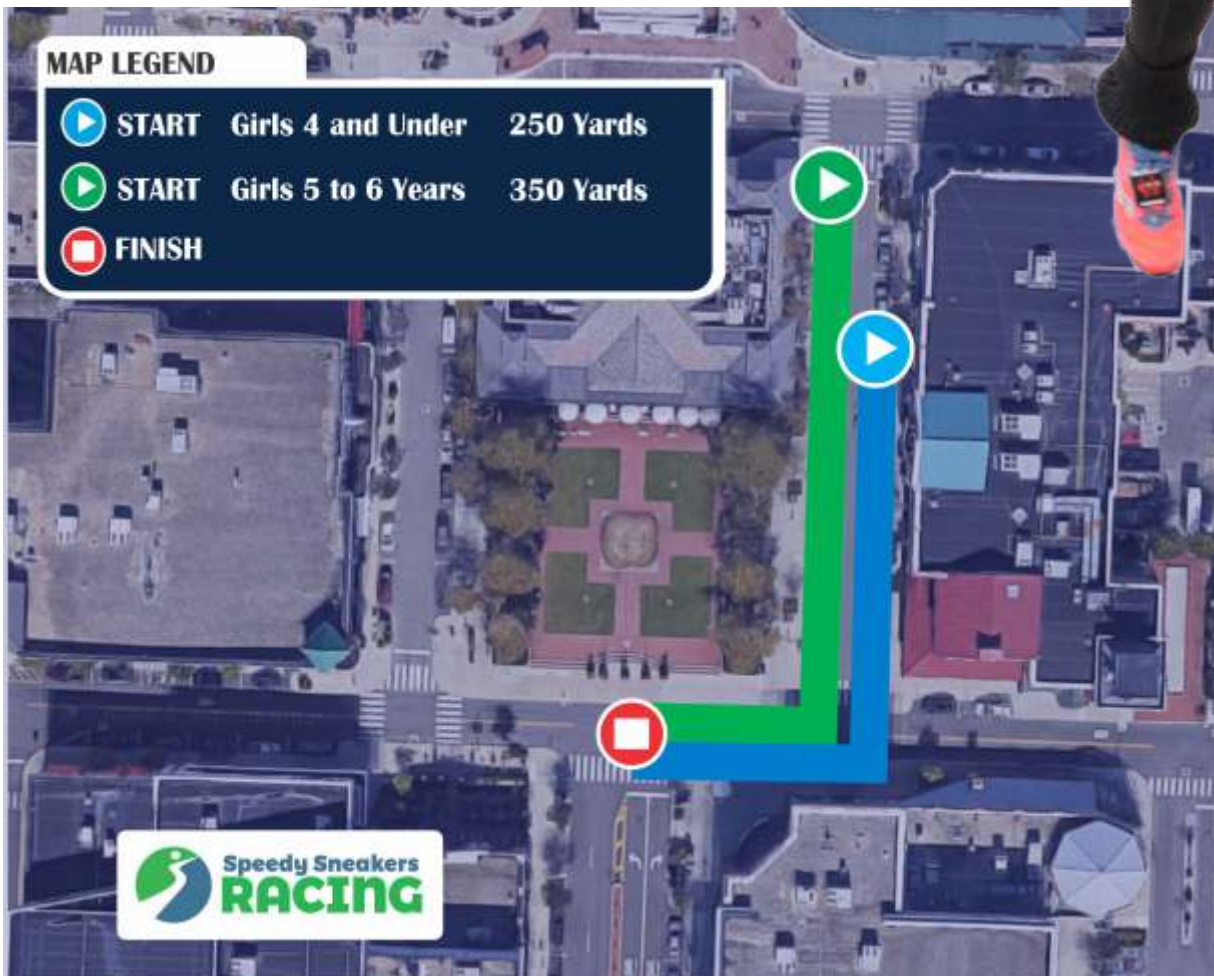 MAP LEGEND
START Girls 4 and Under 250 Yards
START Girls 5 to 6 Years 350 Yards
FINISH
Speedy Sneakers
RACING